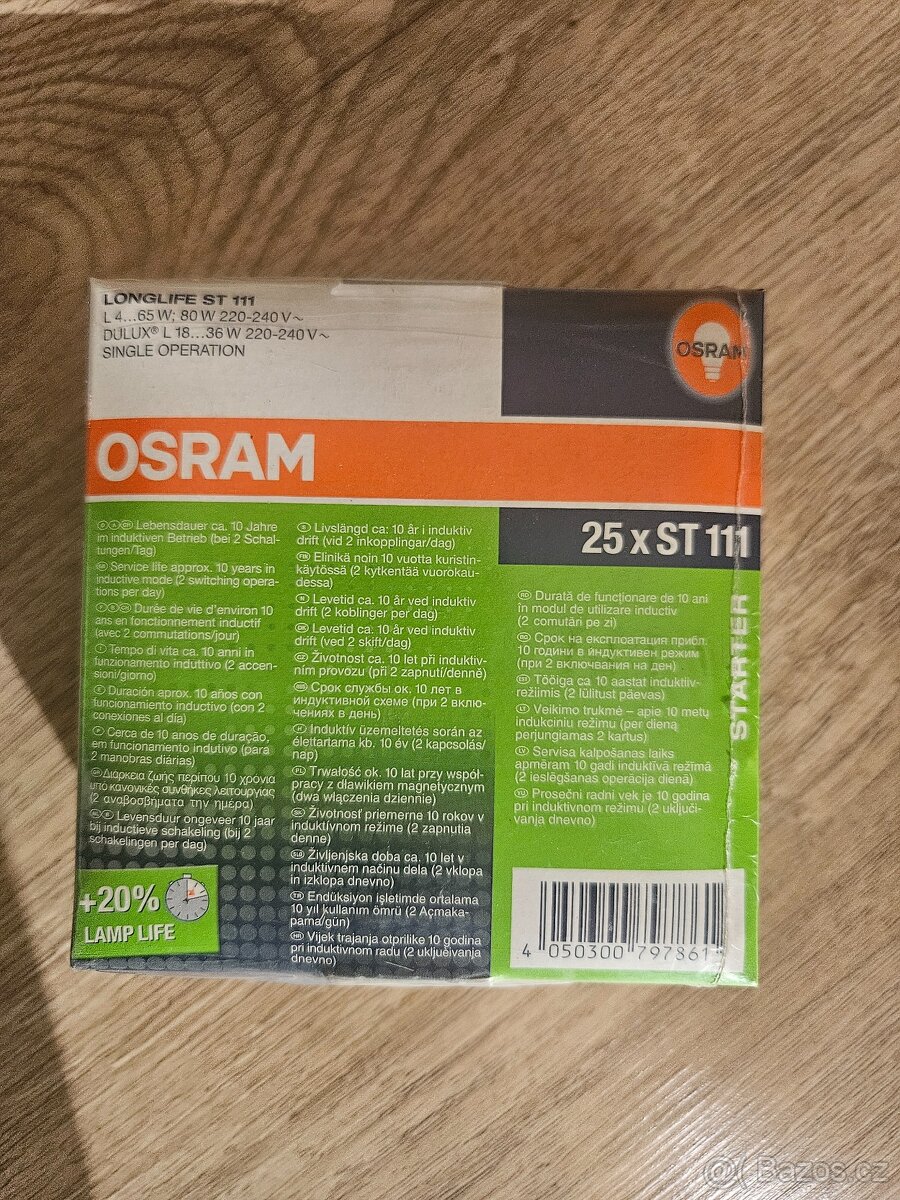 LONGLIFE ST 111
L 4...65 W; 80 W 220-240 V~
DULUX® L 18...36 W 220-240 V~
SINGLE OPERATION
OSRAM
OSRAM
25 x ST 111
STARTER
Lebensdauer ca. 10 Jahre
im induktiven Betrieb (bei 2 Schal-
tungen/Tag)
Service life approx. 10 years in
inductive mode (2 switching opera-
tions per day)
Durée de vie d'environ 10
ans en fonctionnement inductif
(avec 2 commutations/jour)
Tempo di vita ca. 10 anni in
funzionamento induttivo (2 accen-
sioni/giorno)
Duración aprox. 10 años con
funcionamiento inductivo (con 2
conexiones al día)
Cerca de 10 anos de duração,
em funcionamento indutivo (para
2 manobras diárias)
Διάρκεια ζωής περίπου 10 χρόνια
υπό κανονικές συνθήκες λειτουργίας
(2 αναβοσβήματα την ημέρα)
Levensduur ongeveer 10 jaar
bij inductieve schakeling (bij 2
schakelingen per dag)
+20%
LAMP LIFE
Livslängd ca: 10 år i induktiv
drift (vid 2 inkopplingar/dag)
Elinikä noin 10 vuotta kuristin-
käytössä (2 kytkentää vuorokau-
dessa)
Levetid ca. 10 år ved induktiv
drift (2 koblinger per dag)
Levetid ca. 10 år ved induktiv
drift (ved 2 skift/dag)
Životnost ca. 10 let při induktiv-
ním provozu (při 2 zapnutí/denně)
Срок службы ок. 10 лет в
индуктивной схеме (при 2 вклю-
чениях в день)
Induktív üzemeltetés során az
élettartama kb. 10 év (2 kapcsolás/
nap)
Trwałość ok. 10 lat przy współ-
pracy z dławikiem magnetycznym
(dwa włączenia dziennie)
Životnosť priemerne 10 rokov v
induktívnom režime (2 zapnutia
denne)
Življenjska doba ca. 10 let v
induktivnem načinu dela (2 vklopa
in izklopa dnevno)
Endüksiyon işletimde ortalama
10 yıl kullanım ömrü (2 Açmaka-
pama/gün)
Vijek trajanja otprilike 10 godina
pri induktivnom radu (2 uključivanja
dnevno)
Durată de funcționare de 10 ani
în modul de utilizare inductiv
(2 comutări pe zi)
Срок на експлоатация прибл.
10 години в индуктивен режим
(при 2 включвания на ден)
Tööiga ca 10 aastat induktiiv-
režiimis (2 lülitust päevas)
Veikimo trukmė – apie 10 metų
indukciniu režimu (per dieną
perjungiamas 2 kartus)
Servisa kalpošanas laiks
apmēram 10 gadi induktīvā režīmā
(2 ieslēgšanas operācija dienā)
Prosečni radni vek je 10 godina
pri induktivnom režimu (2 uključi-
vanja dnevno)
4 050300 797861
Bazos.cz